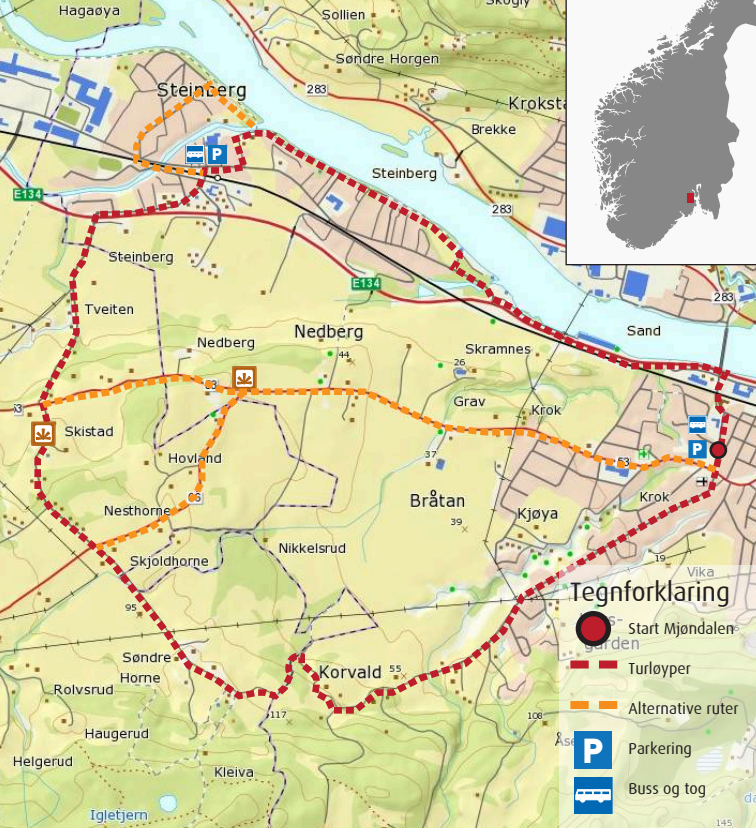 Hagaøya
Sollien
Skogly
Søndre Horgen
Steinberg
283
Brekke
Steinberg
P
E134
283
Steinberg
E134
283
Tveiten
Nedberg
Nedberg
Sand
Skramnes
44
26
Grav
Krok
Skistad
Hovland
37
53
P
Bråtan
Krok
Nesthorne
Kjøya
39
Nikkelsrud
Skjoldhorne
19
Vika
95
Tegnforklaring
Start Mjøndalen
Søndre
Horne
Korvald
55
Turløyper
Rolvsrud
Alternative ruter
117
108
Haugerud
P
Parkering
Helgerud
Kleiva
Buss og tog
Igletjern
145